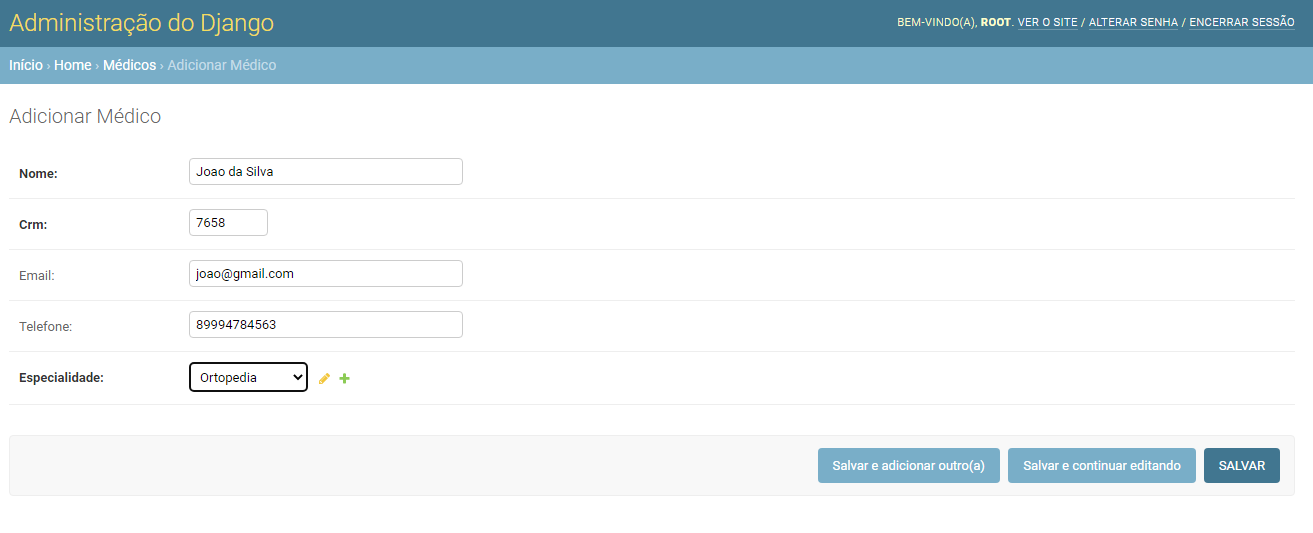 Administração do Django
BEM-VINDO(A), ROOT. VER O SITE / ALTERAR SENHA / ENCERRAR SESSÃO
Início › Home › Médicos › Adicionar Médico
Adicionar Médico
Nome: Joao da Silva
Crm: 7658
Email: joao@gmail.com
Telefone: 89994784563
Especialidade: Ortopedia
Salvar e adicionar outro(a) Salvar e continuar editando SALVAR